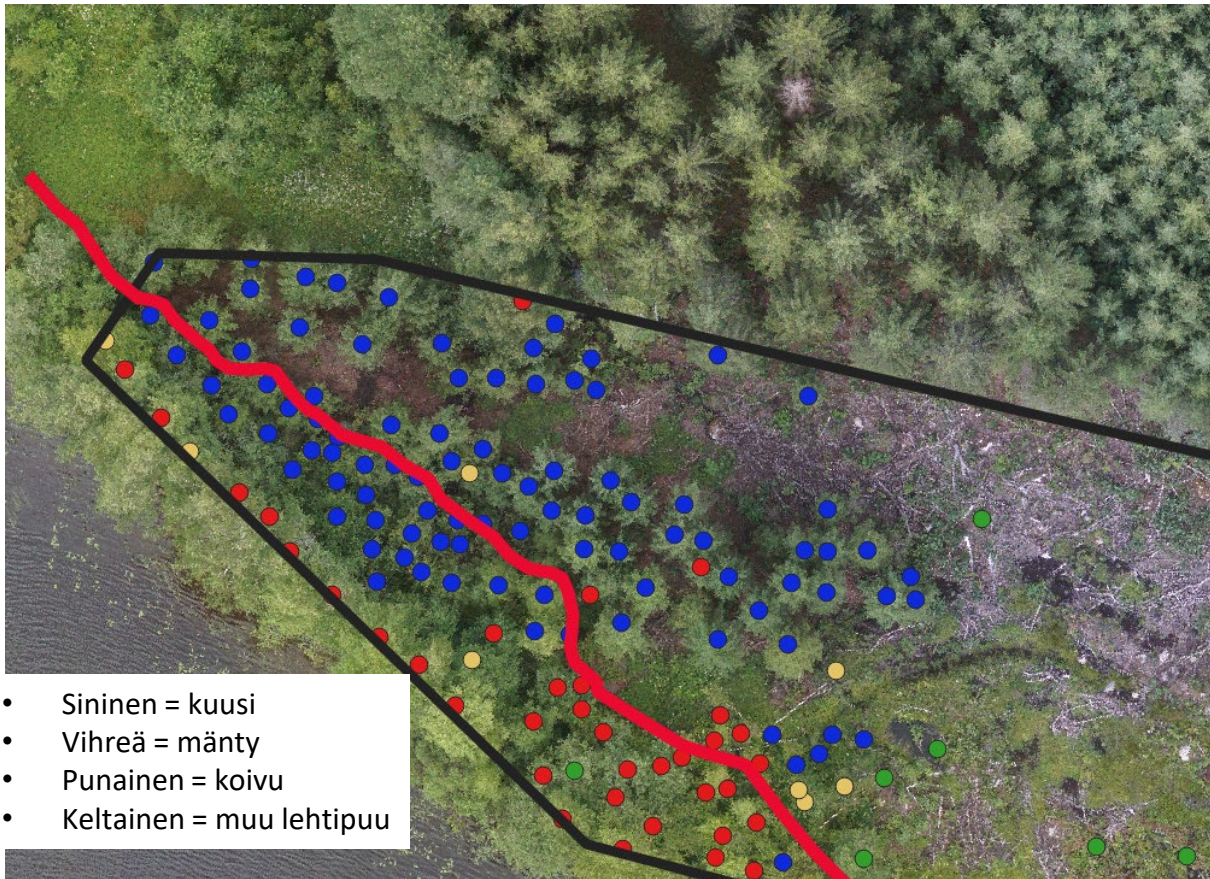 • Sininen = kuusi
• Vihreä = mänty
• Punainen = koivu
• Keltainen = muu lehtipuu